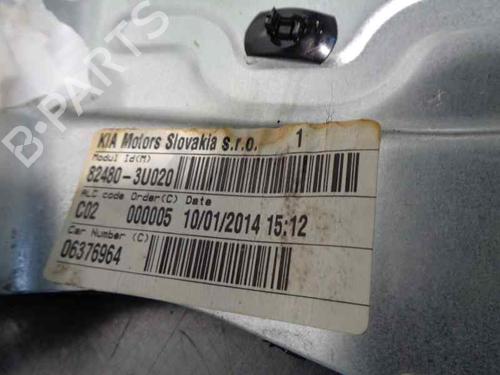 B-PARTS
KIA Motors Slovakia s.r.o. 1
Modul Id(M)
82480-3U020
ALC code Order(C) Date
C02 000005 10/01/2014 15:12
Car Number (C)
06376964